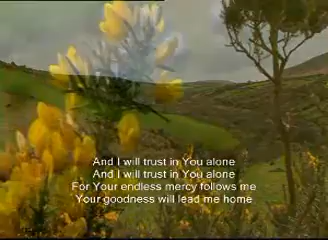 And I will trust in You alone
And I will trust in You alone
For Your endless mercy follows me
Your goodness will lead me home